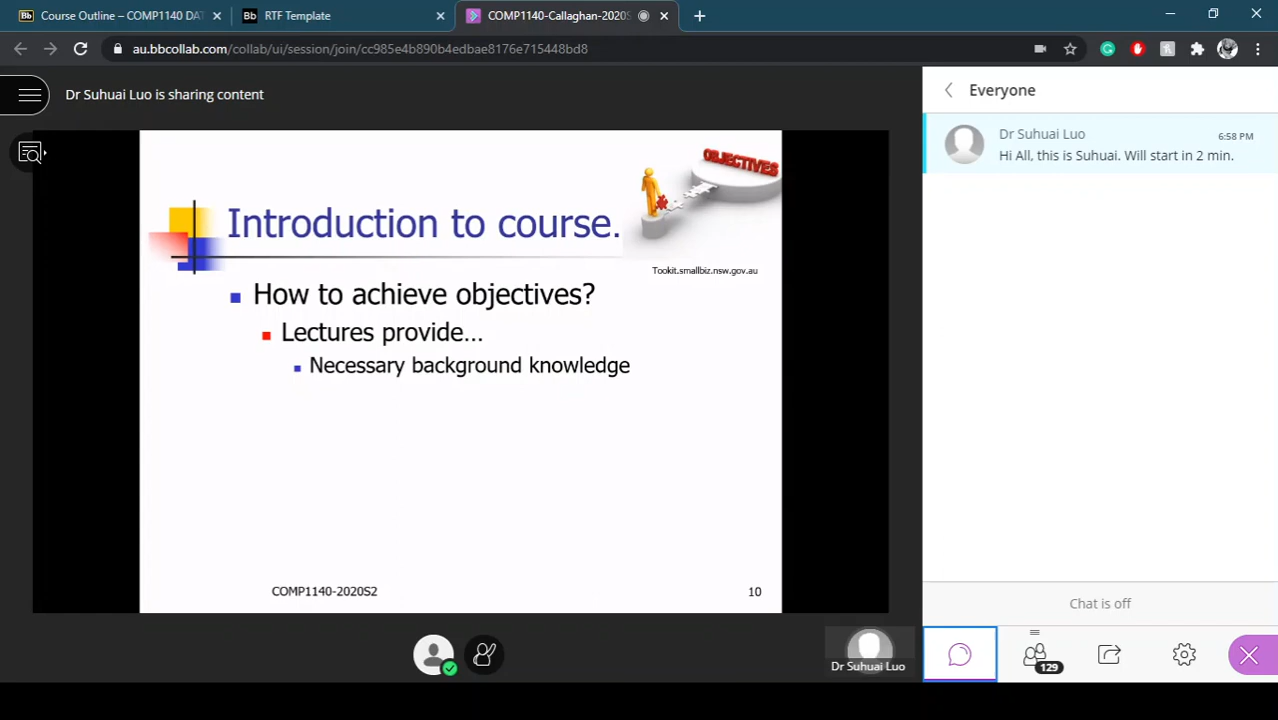 Course Outline – COMP1140 DAT
RTF Template
COMP1140-Callaghan-2020S
au.bbcollab.com/collab/ui/session/join/cc985e4b890b4edbae8176e715448bd8
Dr Suhuai Luo is sharing content
OBJECTIVES
Introduction to course.
Tookit.smallbiz.nsw.gov.au
How to achieve objectives?
Lectures provide…
Necessary background knowledge
COMP1140-2020S2
10
Dr Suhuai Luo
Everyone
Dr Suhuai Luo
6:58 PM
Hi All, this is Suhuai. Will start in 2 min.
Chat is off
129